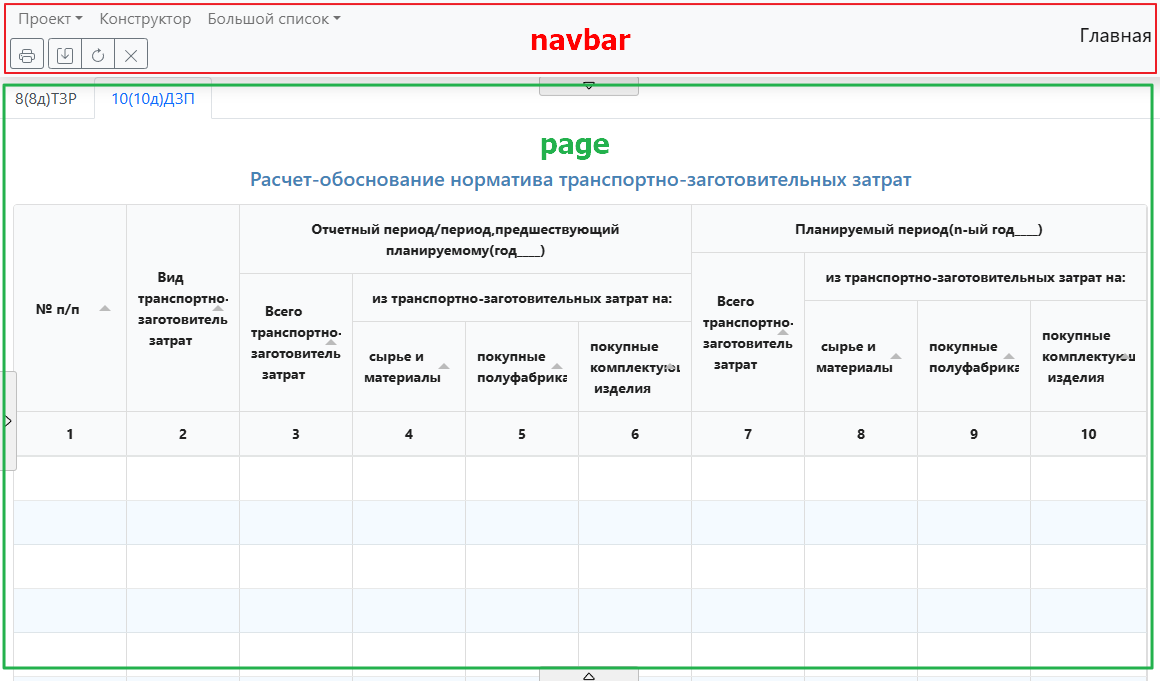 Проект Конструктор Большой список
navbar
Главная
8(8д)ТЗР 10(10д)ДЗП
page
Расчет-обоснование норматива транспортно-заготовительных затрат
№ п/п
Вид
транспортно-
заготовитель
затрат
Отчетный период/период,предшествующий
планируемому(год____)
Всего
транспортно-
заготовитель
затрат
из транспортно-заготовительных затрат на:
сырье и
материалы
покупные
полуфабрика
покупные
комплектую
изделия
Планируемый период(n-ый год____)
Всего
транспортно-
заготовитель
затрат
из транспортно-заготовительных затрат на:
сырье и
материалы
покупные
полуфабрика
покупные
комплектую
изделия
1 2 3 4 5 6 7 8 9 10